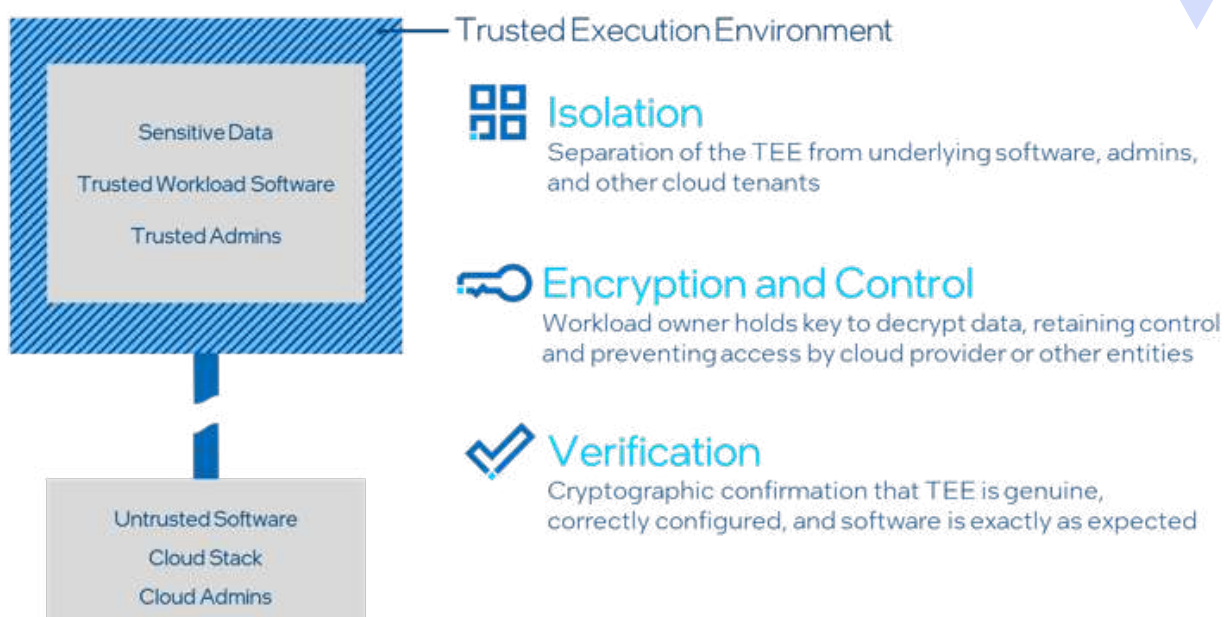 Trusted Execution Environment
Sensitive Data
Trusted Workload Software
Trusted Admins
Isolation
Separation of the TEE from underlying software, admins,
and other cloud tenants
Encryption and Control
Workload owner holds key to decrypt data, retaining control
and preventing access by cloud provider or other entities
Verification
Cryptographic confirmation that TEE is genuine,
correctly configured, and software is exactly as expected
Untrusted Software
Cloud Stack
Cloud Admins